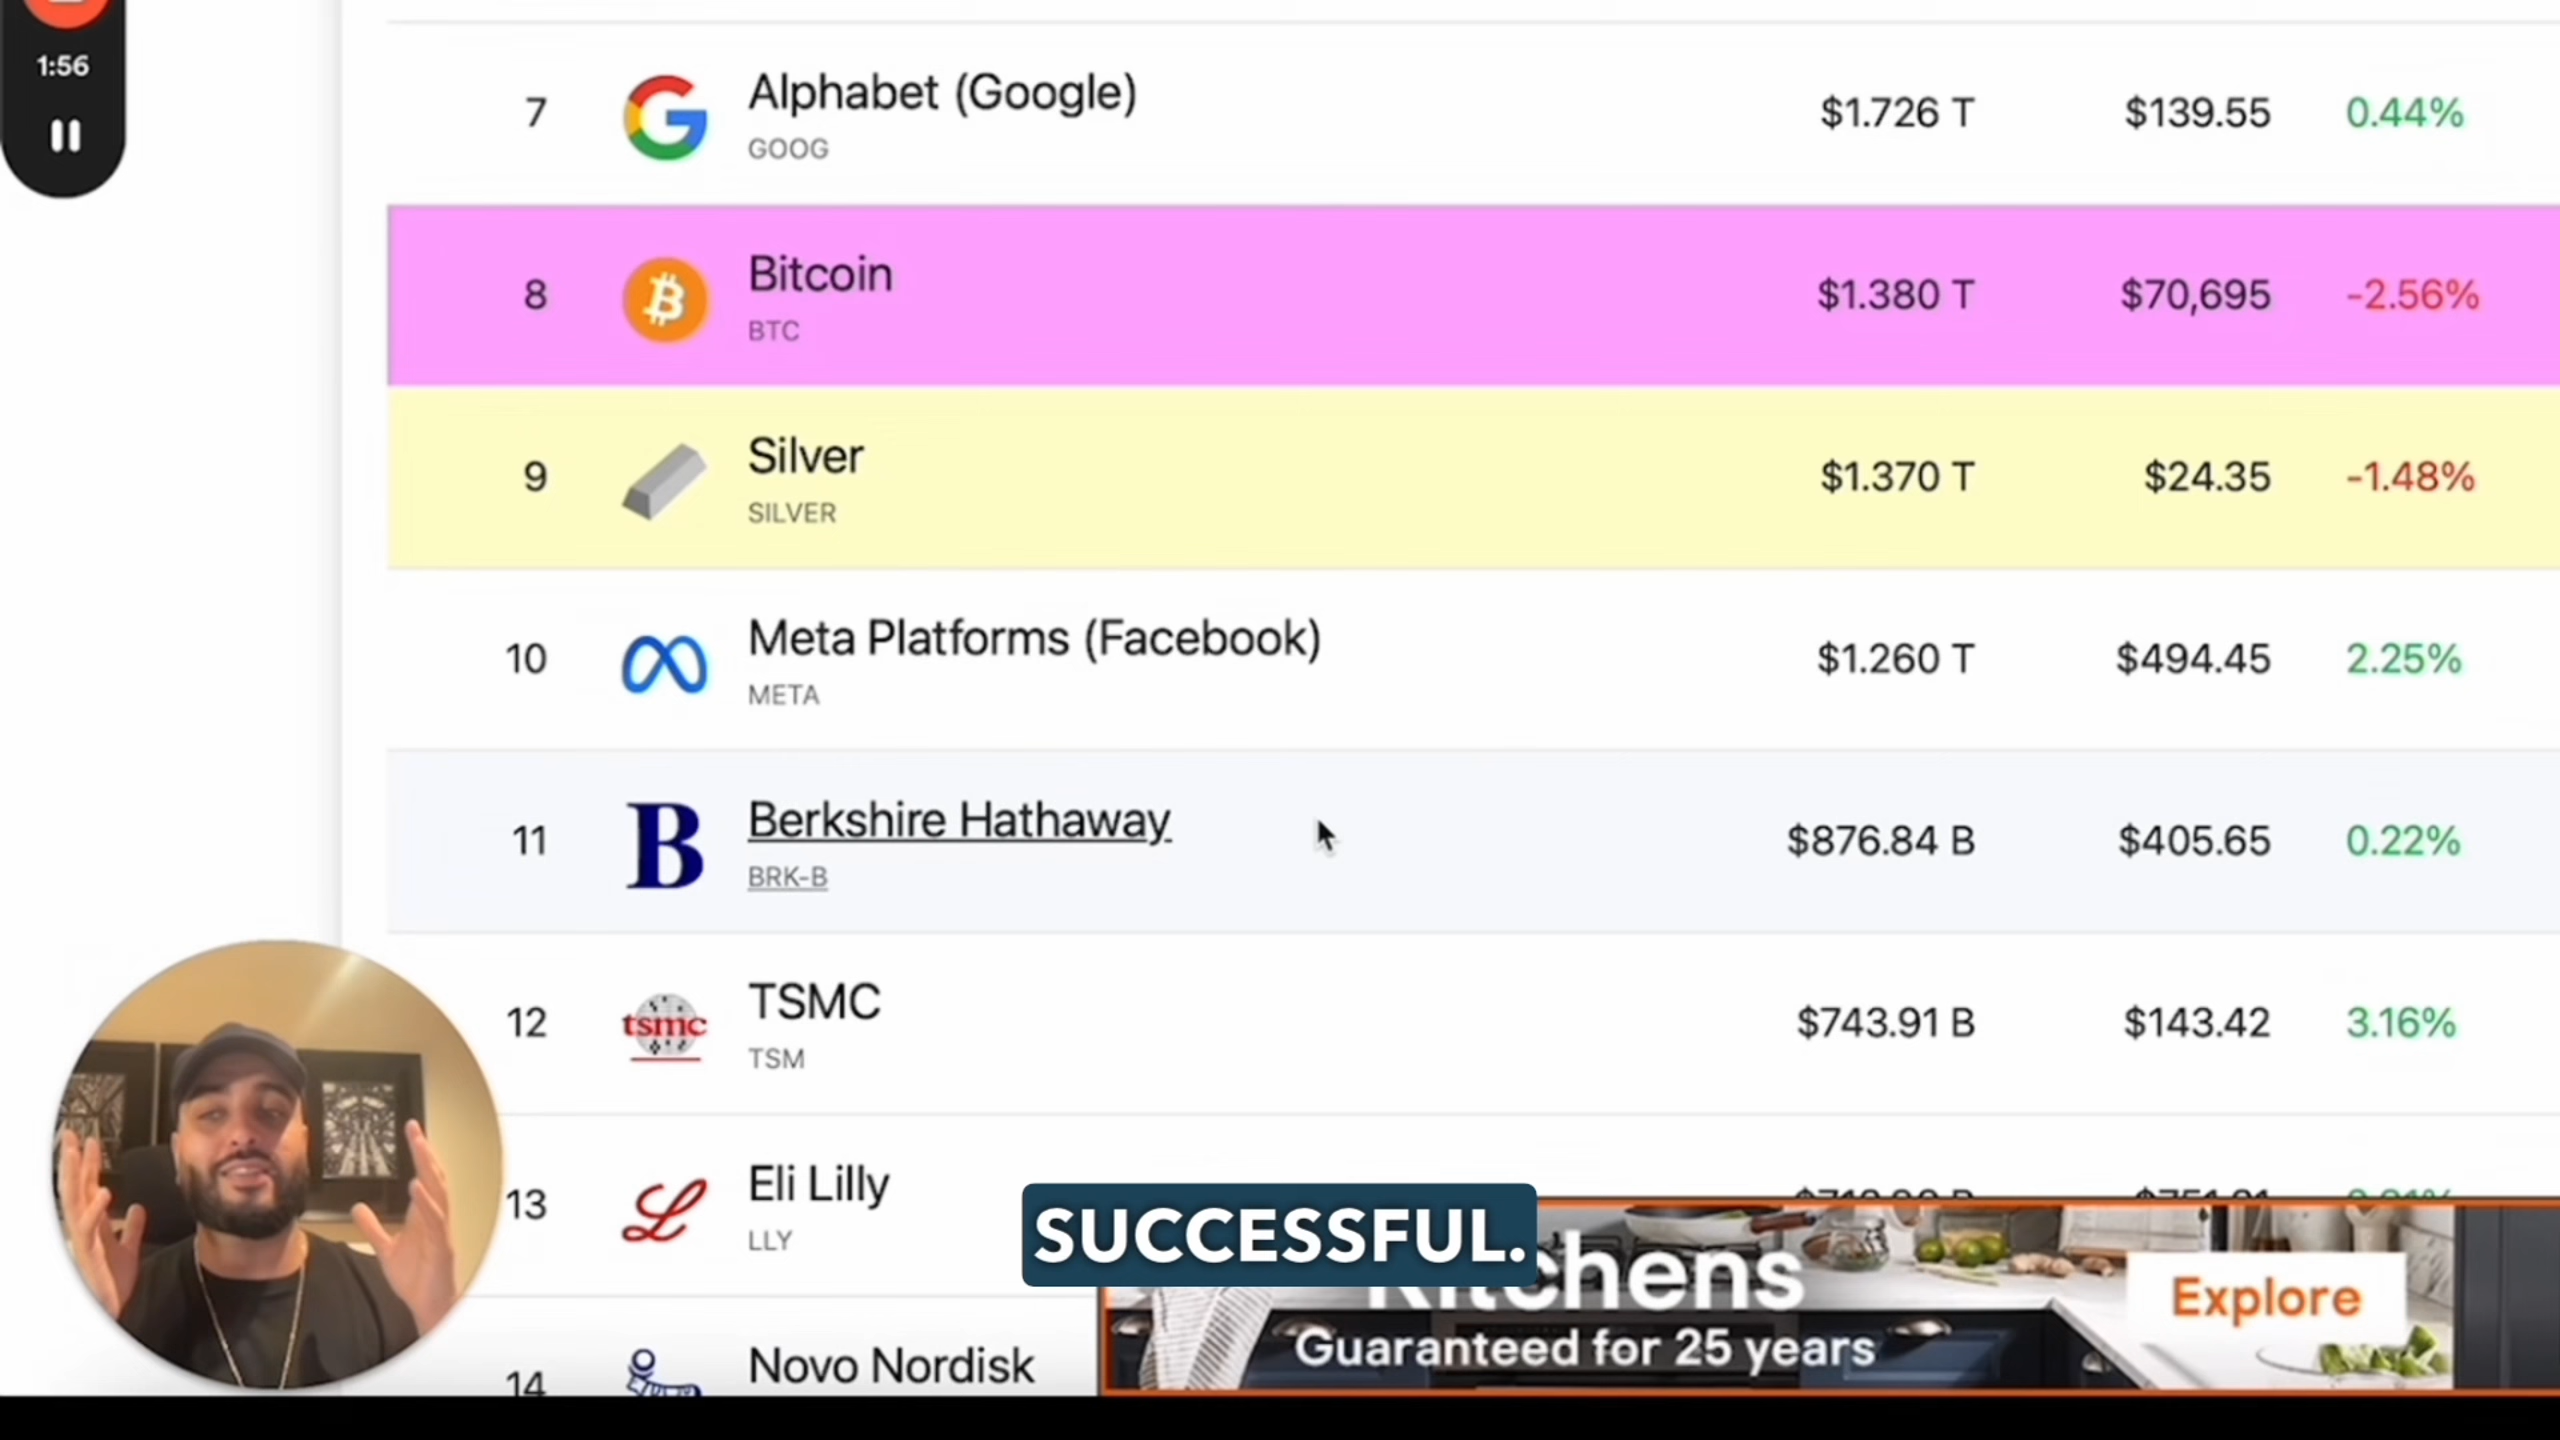 1:56
7
Alphabet (Google)
GOOG
$1.726 T
$139.55
0.44%
8
Bitcoin
BTC
$1.380 T
$70,695
-2.56%
9
Silver
SILVER
$1.370 T
$24.35
-1.48%
10
Meta Platforms (Facebook)
META
$1.260 T
$494.45
2.25%
11
Berkshire Hathaway
BRK-B
$876.84 B
$405.65
0.22%
12
tsmc
TSMC
TSM
$743.91 B
$143.42
3.16%
13
Eli Lilly
LLY
SUCCESSFUL.
Kitchens
Guaranteed for 25 years
Explore
14
Novo Nordisk